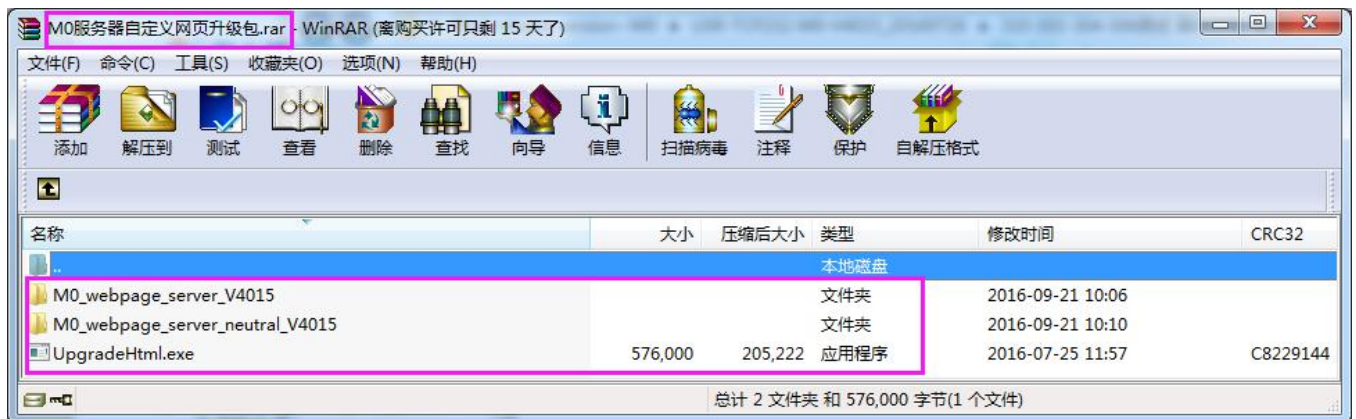 M0服务器自定义网页升级包.rar - WinRAR (离购买许可只剩 15 天了)
文件(F) 命令(C) 工具(S) 收藏夹(O) 选项(N) 帮助(H)
添加 解压到 测试 查看 删除 查找 向导 信息 扫描病毒 注释 保护 自解压格式
名称 大小 压缩后大小 类型 修改时间 CRC32
.. 本地磁盘
M0_webpage_server_V4015 文件夹 2016-09-21 10:06
M0_webpage_server_neutral_V4015 文件夹 2016-09-21 10:10
UpgradeHtml.exe 576,000 205,222 应用程序 2016-07-25 11:57 C8229144
总计 2 文件夹 和 576,000 字节(1 个文件)